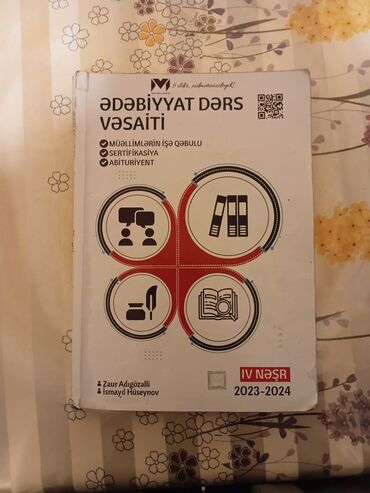 ƏDƏBİYYAT DƏRS
VƏSAİTİ
MÜƏLLİMLƏRİN İŞƏ QƏBULU
SERTİFİKASİYA
ABİTURİYENT
Zaur Adıgözəlli
İsmayıl Hüseynov
IV NƏŞR
2023-2024